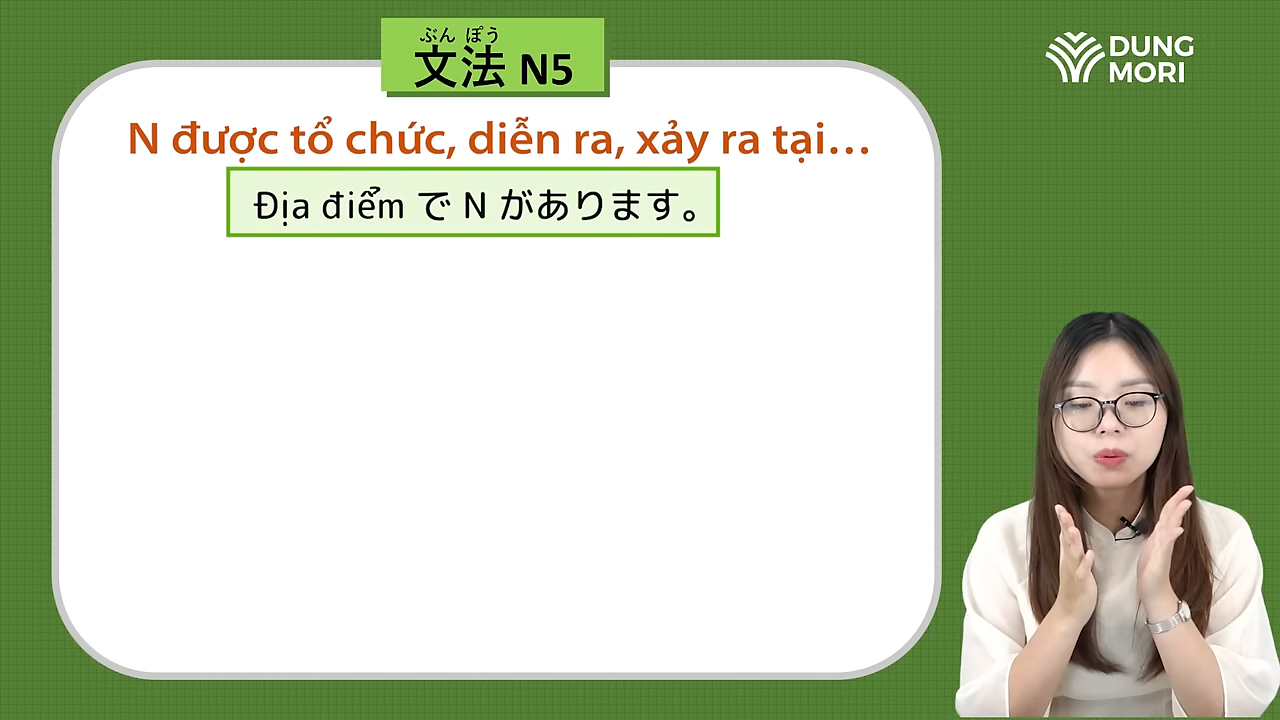 ぶん ぽう
文法 N5
DUNG
MORI
N được tổ chức, diễn ra, xảy ra tại...
Địa điểm で N があります。